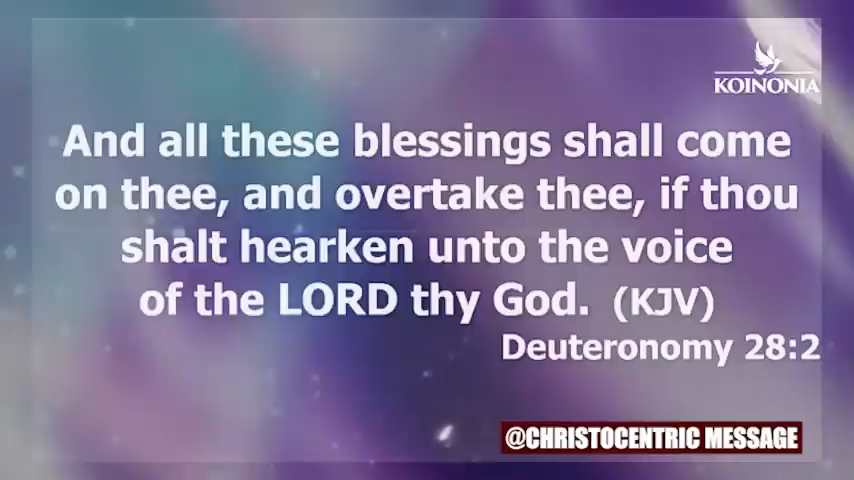 KOINONIA
And all these blessings shall come
on thee, and overtake thee, if thou
shalt hearken unto the voice
of the LORD thy God. (KJV)
Deuteronomy 28:2
@CHRISTOCENTRIC MESSAGE